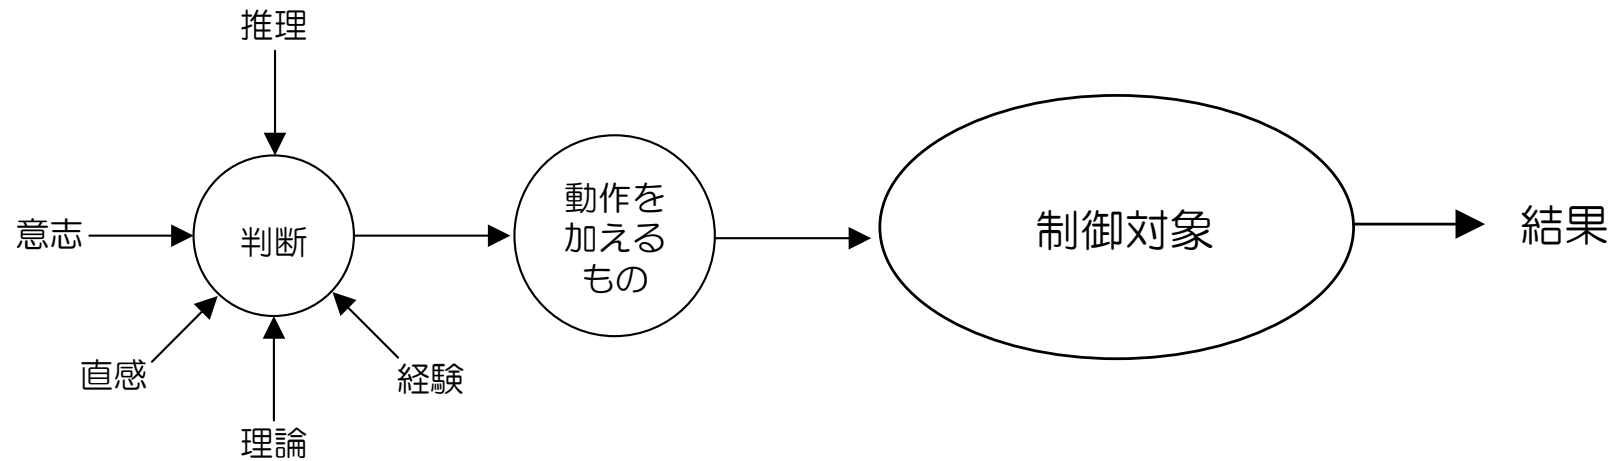 推理
意志
判断
動作を
加える
もの
制御対象
結果
直感
経験
理論